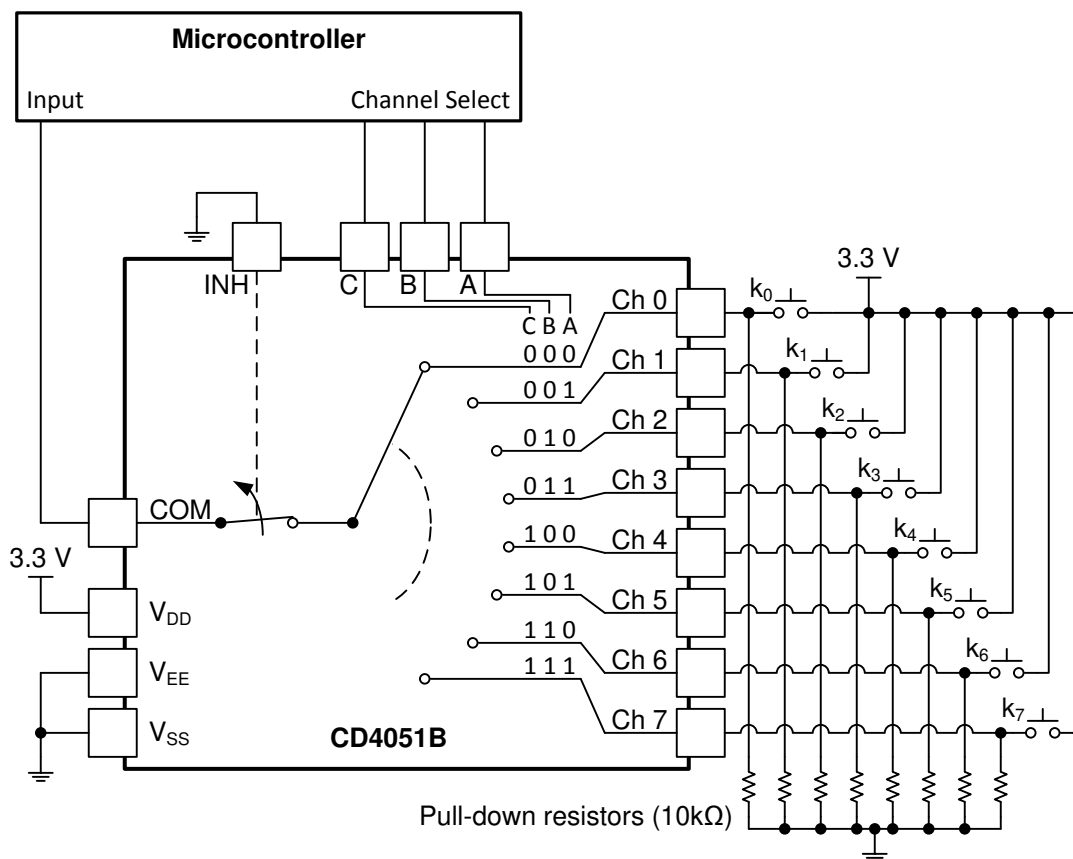 Microcontroller
Input
Channel Select
INH
C
B
A
C B A
3.3 V
k0
Ch 0
0 0 0
k1
Ch 1
0 0 1
k2
Ch 2
0 1 0
k3
Ch 3
0 1 1
COM
k4
Ch 4
1 0 0
3.3 V
k5
Ch 5
1 0 1
VDD
k6
Ch 6
1 1 0
VEE
k7
Ch 7
1 1 1
VSS
CD4051B
Pull-down resistors (10kΩ)